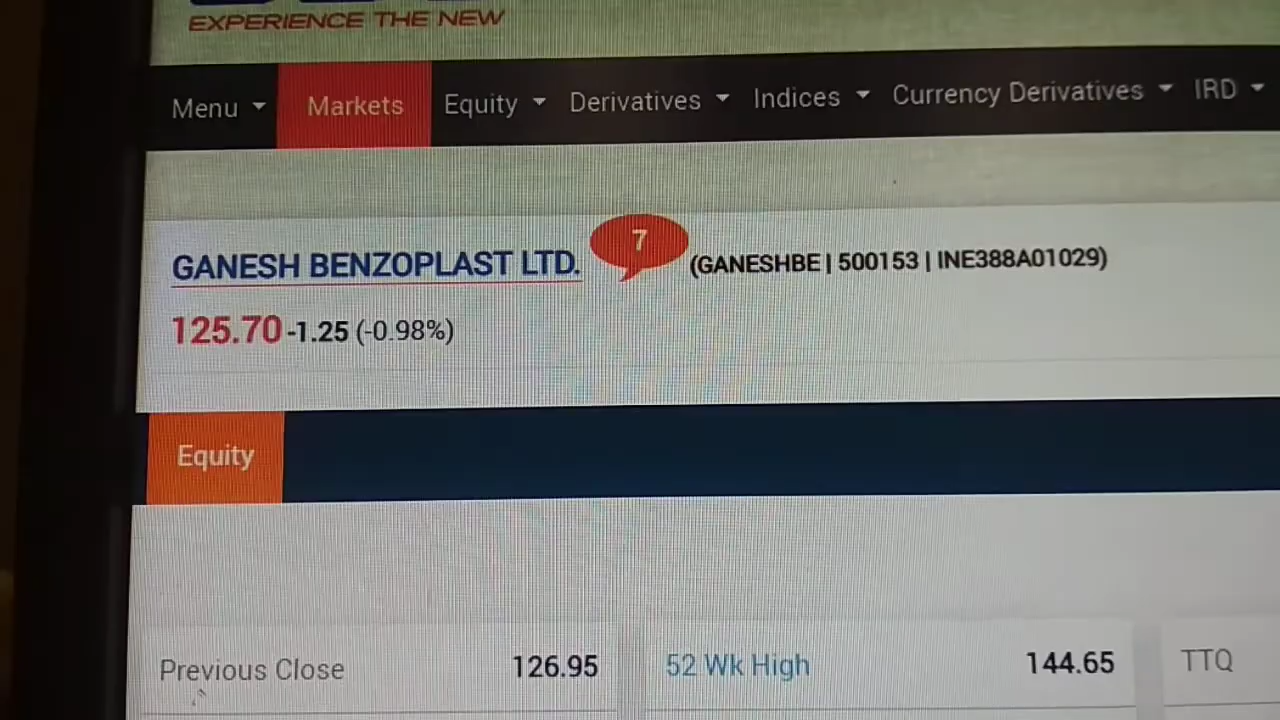 EXPERIENCE THE NEW
Menu Markets Equity Derivatives Indices Currency Derivatives IRD
GANESH BENZOPLAST LTD. 7 (GANESHBE | 500153 | INE388A01029)
125.70 -1.25 (-0.98%)
Equity
Previous Close 126.95 52 Wk High 144.65 TTQ